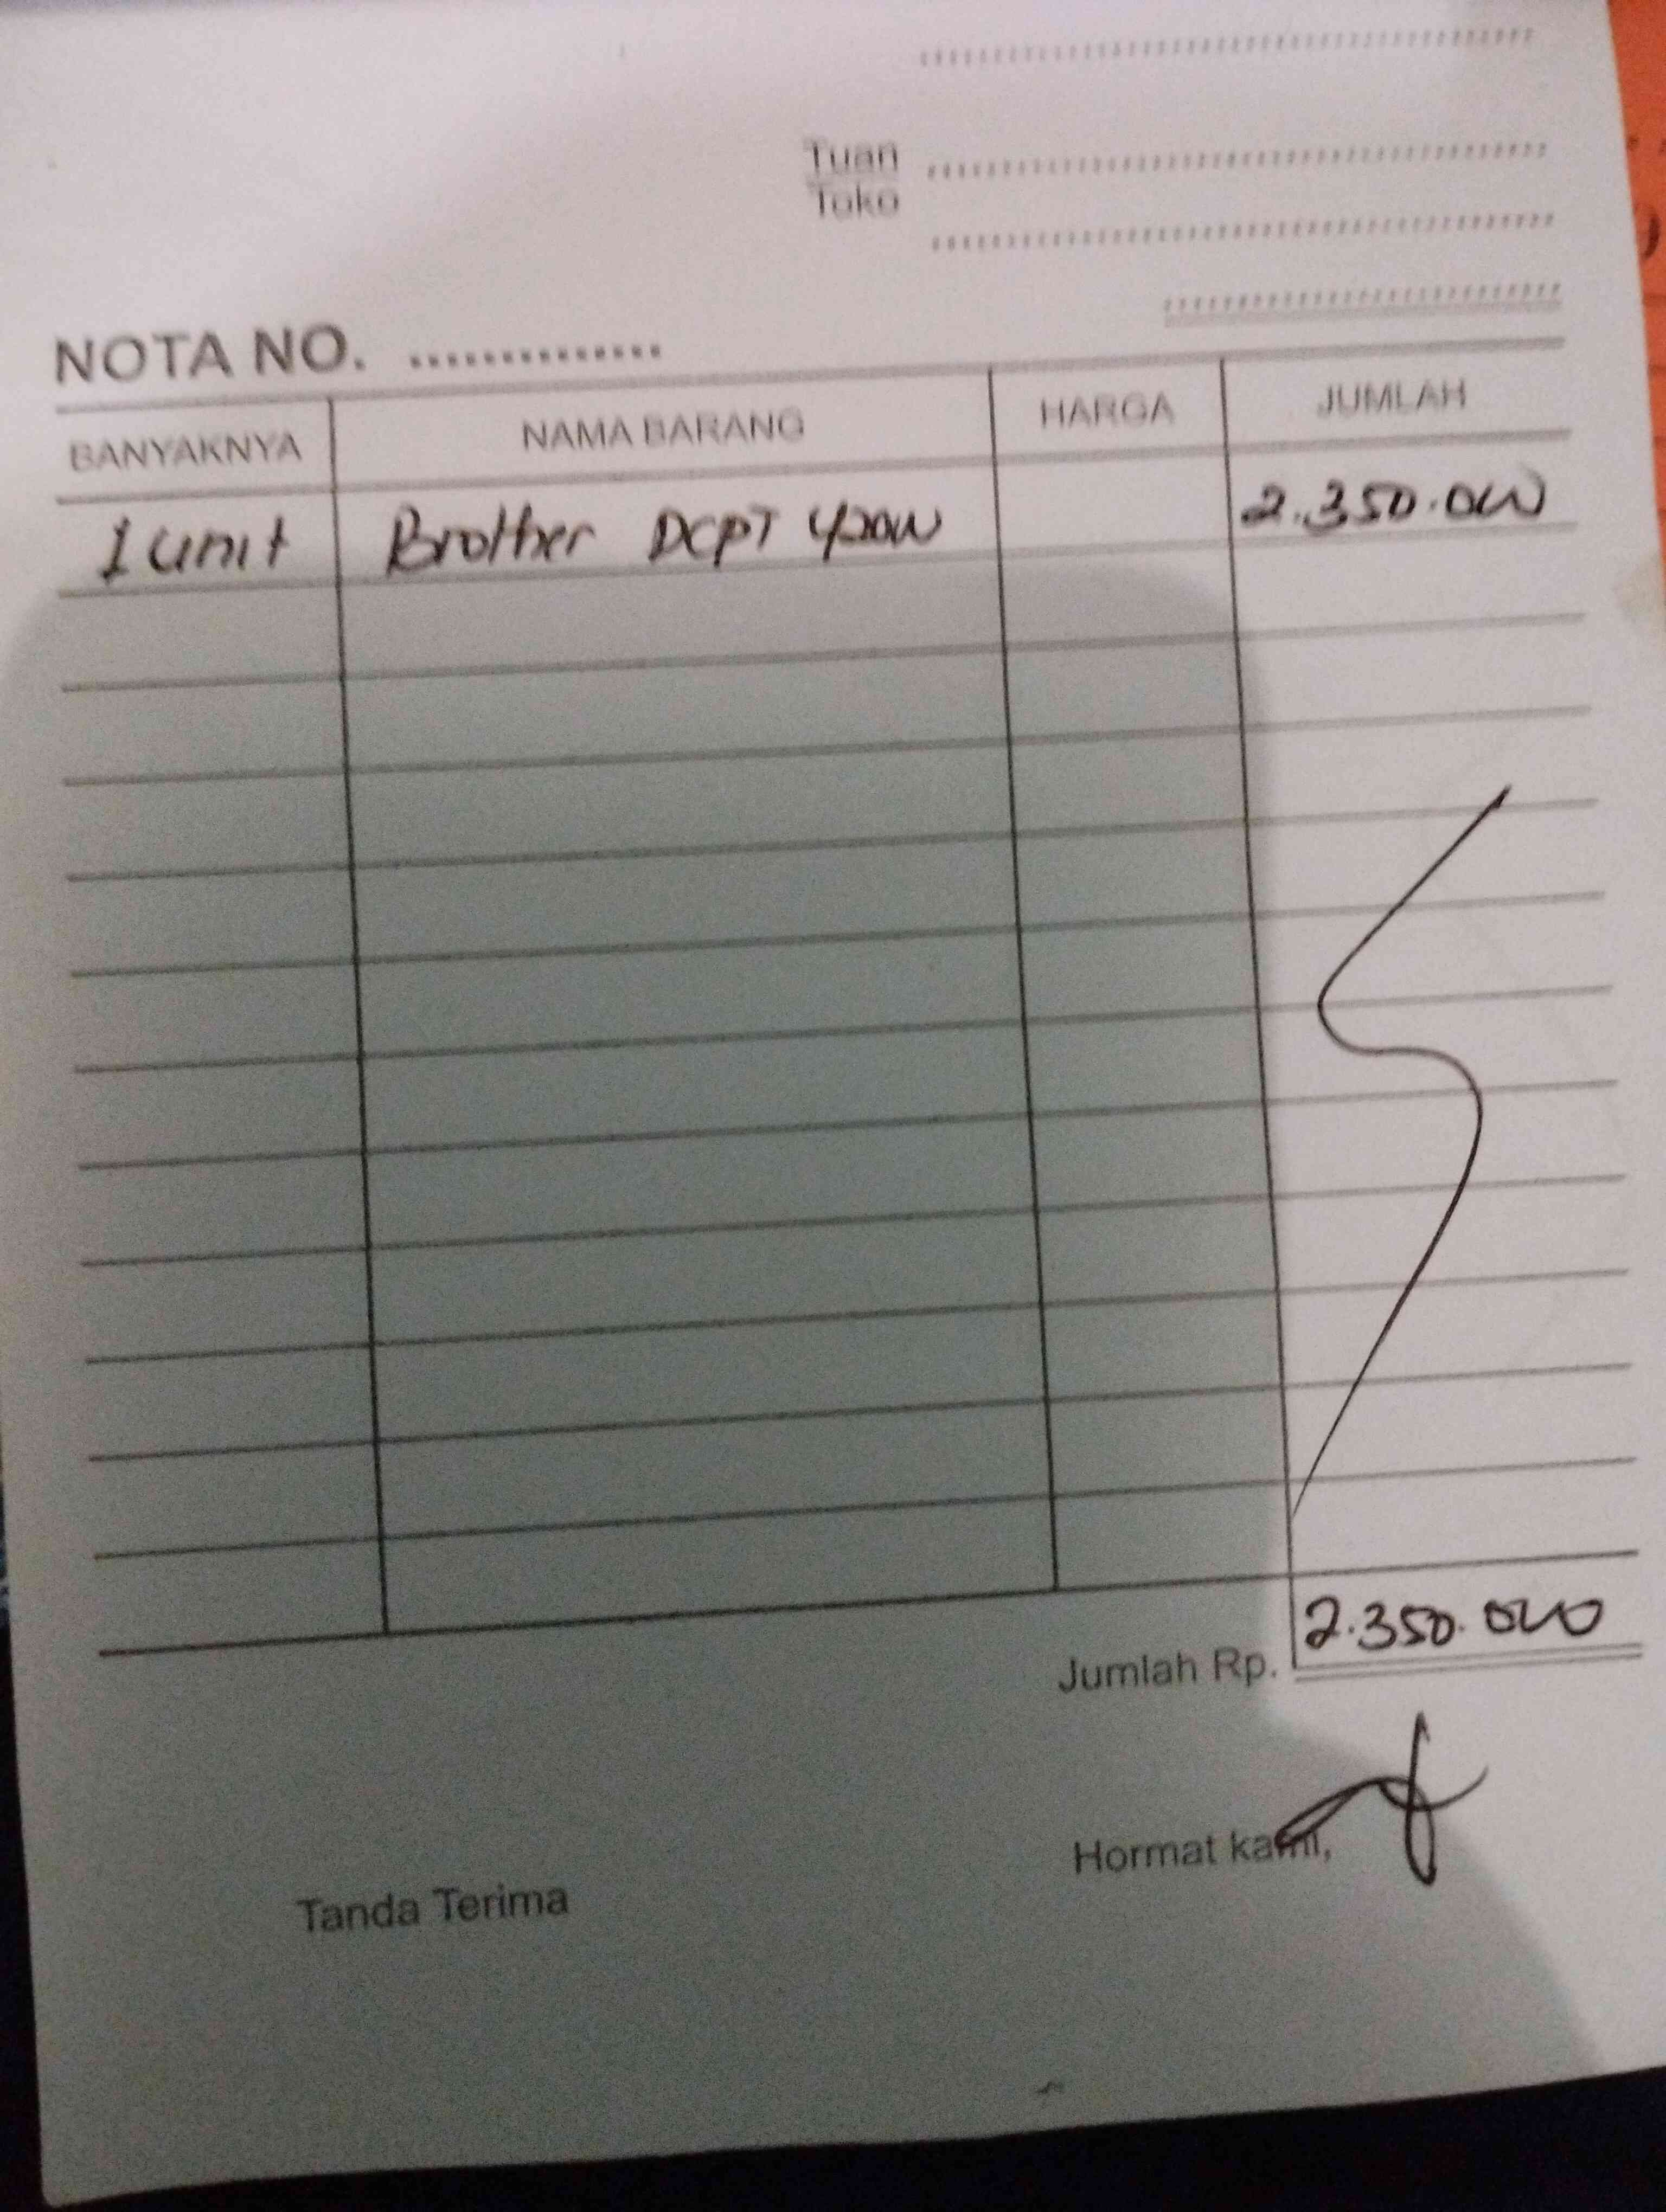 Tuan
Toko
NOTA NO. ..............
BANYAKNYA NAMA BARANG HARGA JUMLAH
1 unit Brother DCPT 420W 2.350.000
Jumlah Rp. 2.350.000
Tanda Terima Hormat kami,